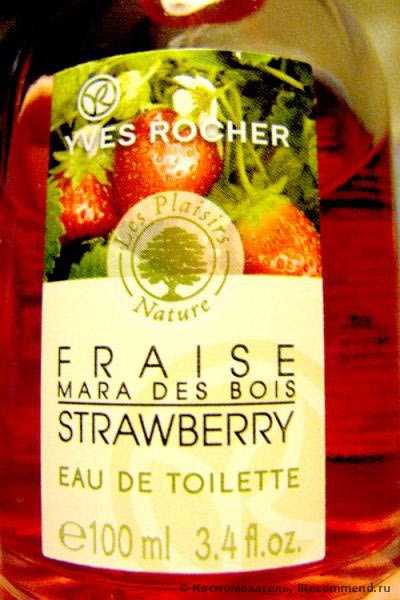 YVES ROCHER
Les Plaisirs
Nature
FRAISE
MARA DES BOIS
STRAWBERRY
EAU DE TOILETTE
℮100 ml 3.4 fl.oz.
© Космомечтатель, IRecommend.ru